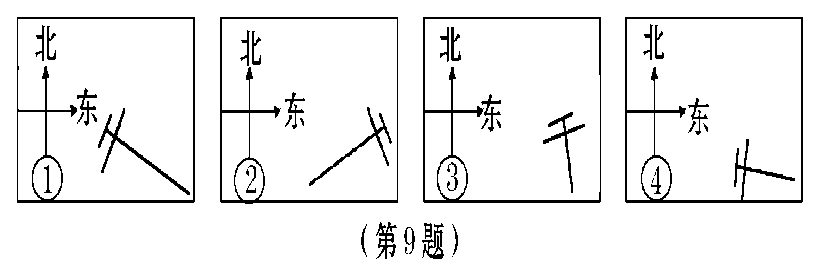 北 北 北 北
东 东 东 东
① ② ③ ④
(第9题)